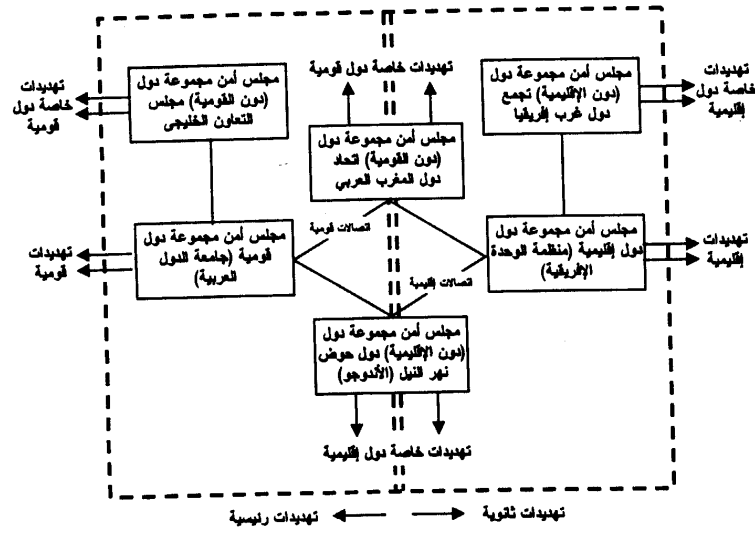 تهديدات
خاصة دول
إقليمية
مجلس أمن مجموعة دول
(دون الإقليمية) تجمع
دول غرب إفريقيا
تهديدات خاصة دول قومية
مجلس أمن مجموعة دول
(دون القومية) اتحاد
دول المغرب العربي
مجلس أمن مجموعة دول
(دون القومية) مجلس
التعاون الخليجى
تهديدات
خاصة دول
قومية
تهديدات
إقليمية
مجلس أمن مجموعة دول
دول إقليمية (منظمة الوحدة
الإفريقية)
اتصالات قومية
اتصالات إقليمية
مجلس أمن مجموعة دول
قومية (جامعة الدول
العربية)
تهديدات
قومية
مجلس أمن مجموعة دول
(دون الإقليمية) دول حوض
نهر النيل (الأندوجو)
تهديدات خاصة دول إقليمية
تهديدات ثانوية
تهديدات رئيسية